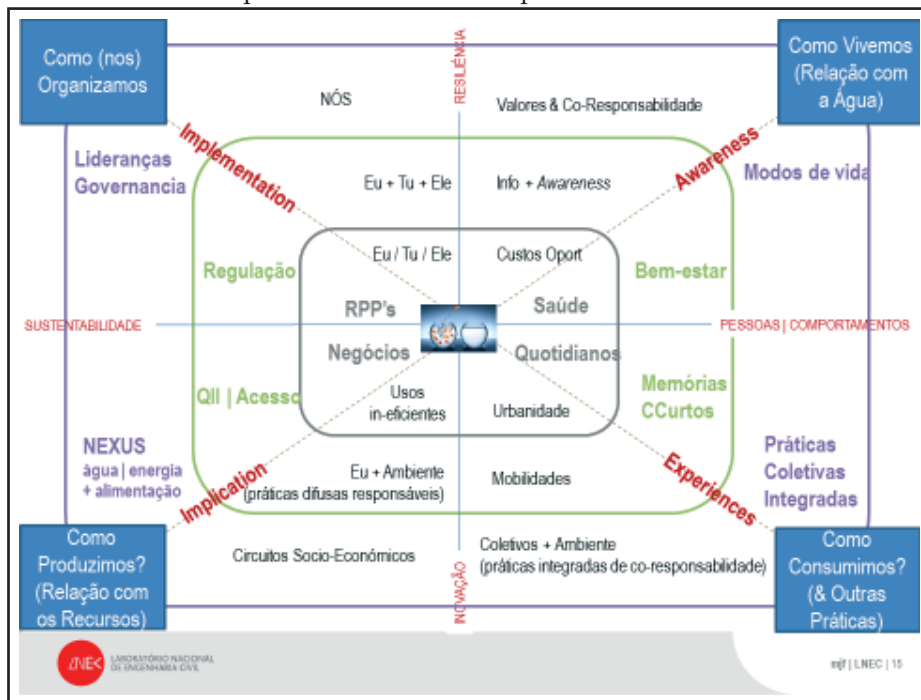 Como (nos)
Organizamos
RESILIÊNCIA
Como Vivemos
(Relação com
a Água)
NÓS
Valores & Co-Responsabilidade
Implementation
Awareness
Lideranças
Governancia
Eu + Tu + Ele
Info + Awareness
Modos de vida
Regulação
Eu / Tu / Ele
Custos Oport
Bem-estar
RPP's
Saúde
SUSTENTABILIDADE
PESSOAS | COMPORTAMENTOS
Negócios
Quotidianos
QII | Acesso
Usos
in-eficientes
Urbanidade
Memórias
CCurtos
NEXUS
água | energia
+ alimentação
Implication
Eu + Ambiente
(práticas difusas responsáveis)
Mobilidades
Experiences
Práticas
Coletivas
Integradas
Como
Produzimos?
(Relação com
os Recursos)
Circuitos Socio-Económicos
INOVAÇÃO
Coletivos + Ambiente
(práticas integradas de co-responsabilidade)
Como
Consumimos?
(& Outras
Práticas)
LNEC
LABORATÓRIO NACIONAL
DE ENGENHARIA CIVIL
mjf | LNEC | 15